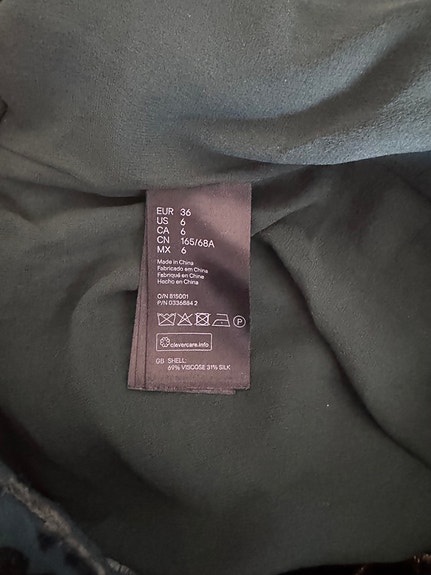 EUR 36
US 6
CA 6
CN 165/68A
MX 6
Made in China
Fabricado em China
Fabriqué en Chine
Hecho en China
O/N 815001
P/N 0336884 2
P
clevercare.info
GB SHELL:
69% VISCOSE 31% SILK